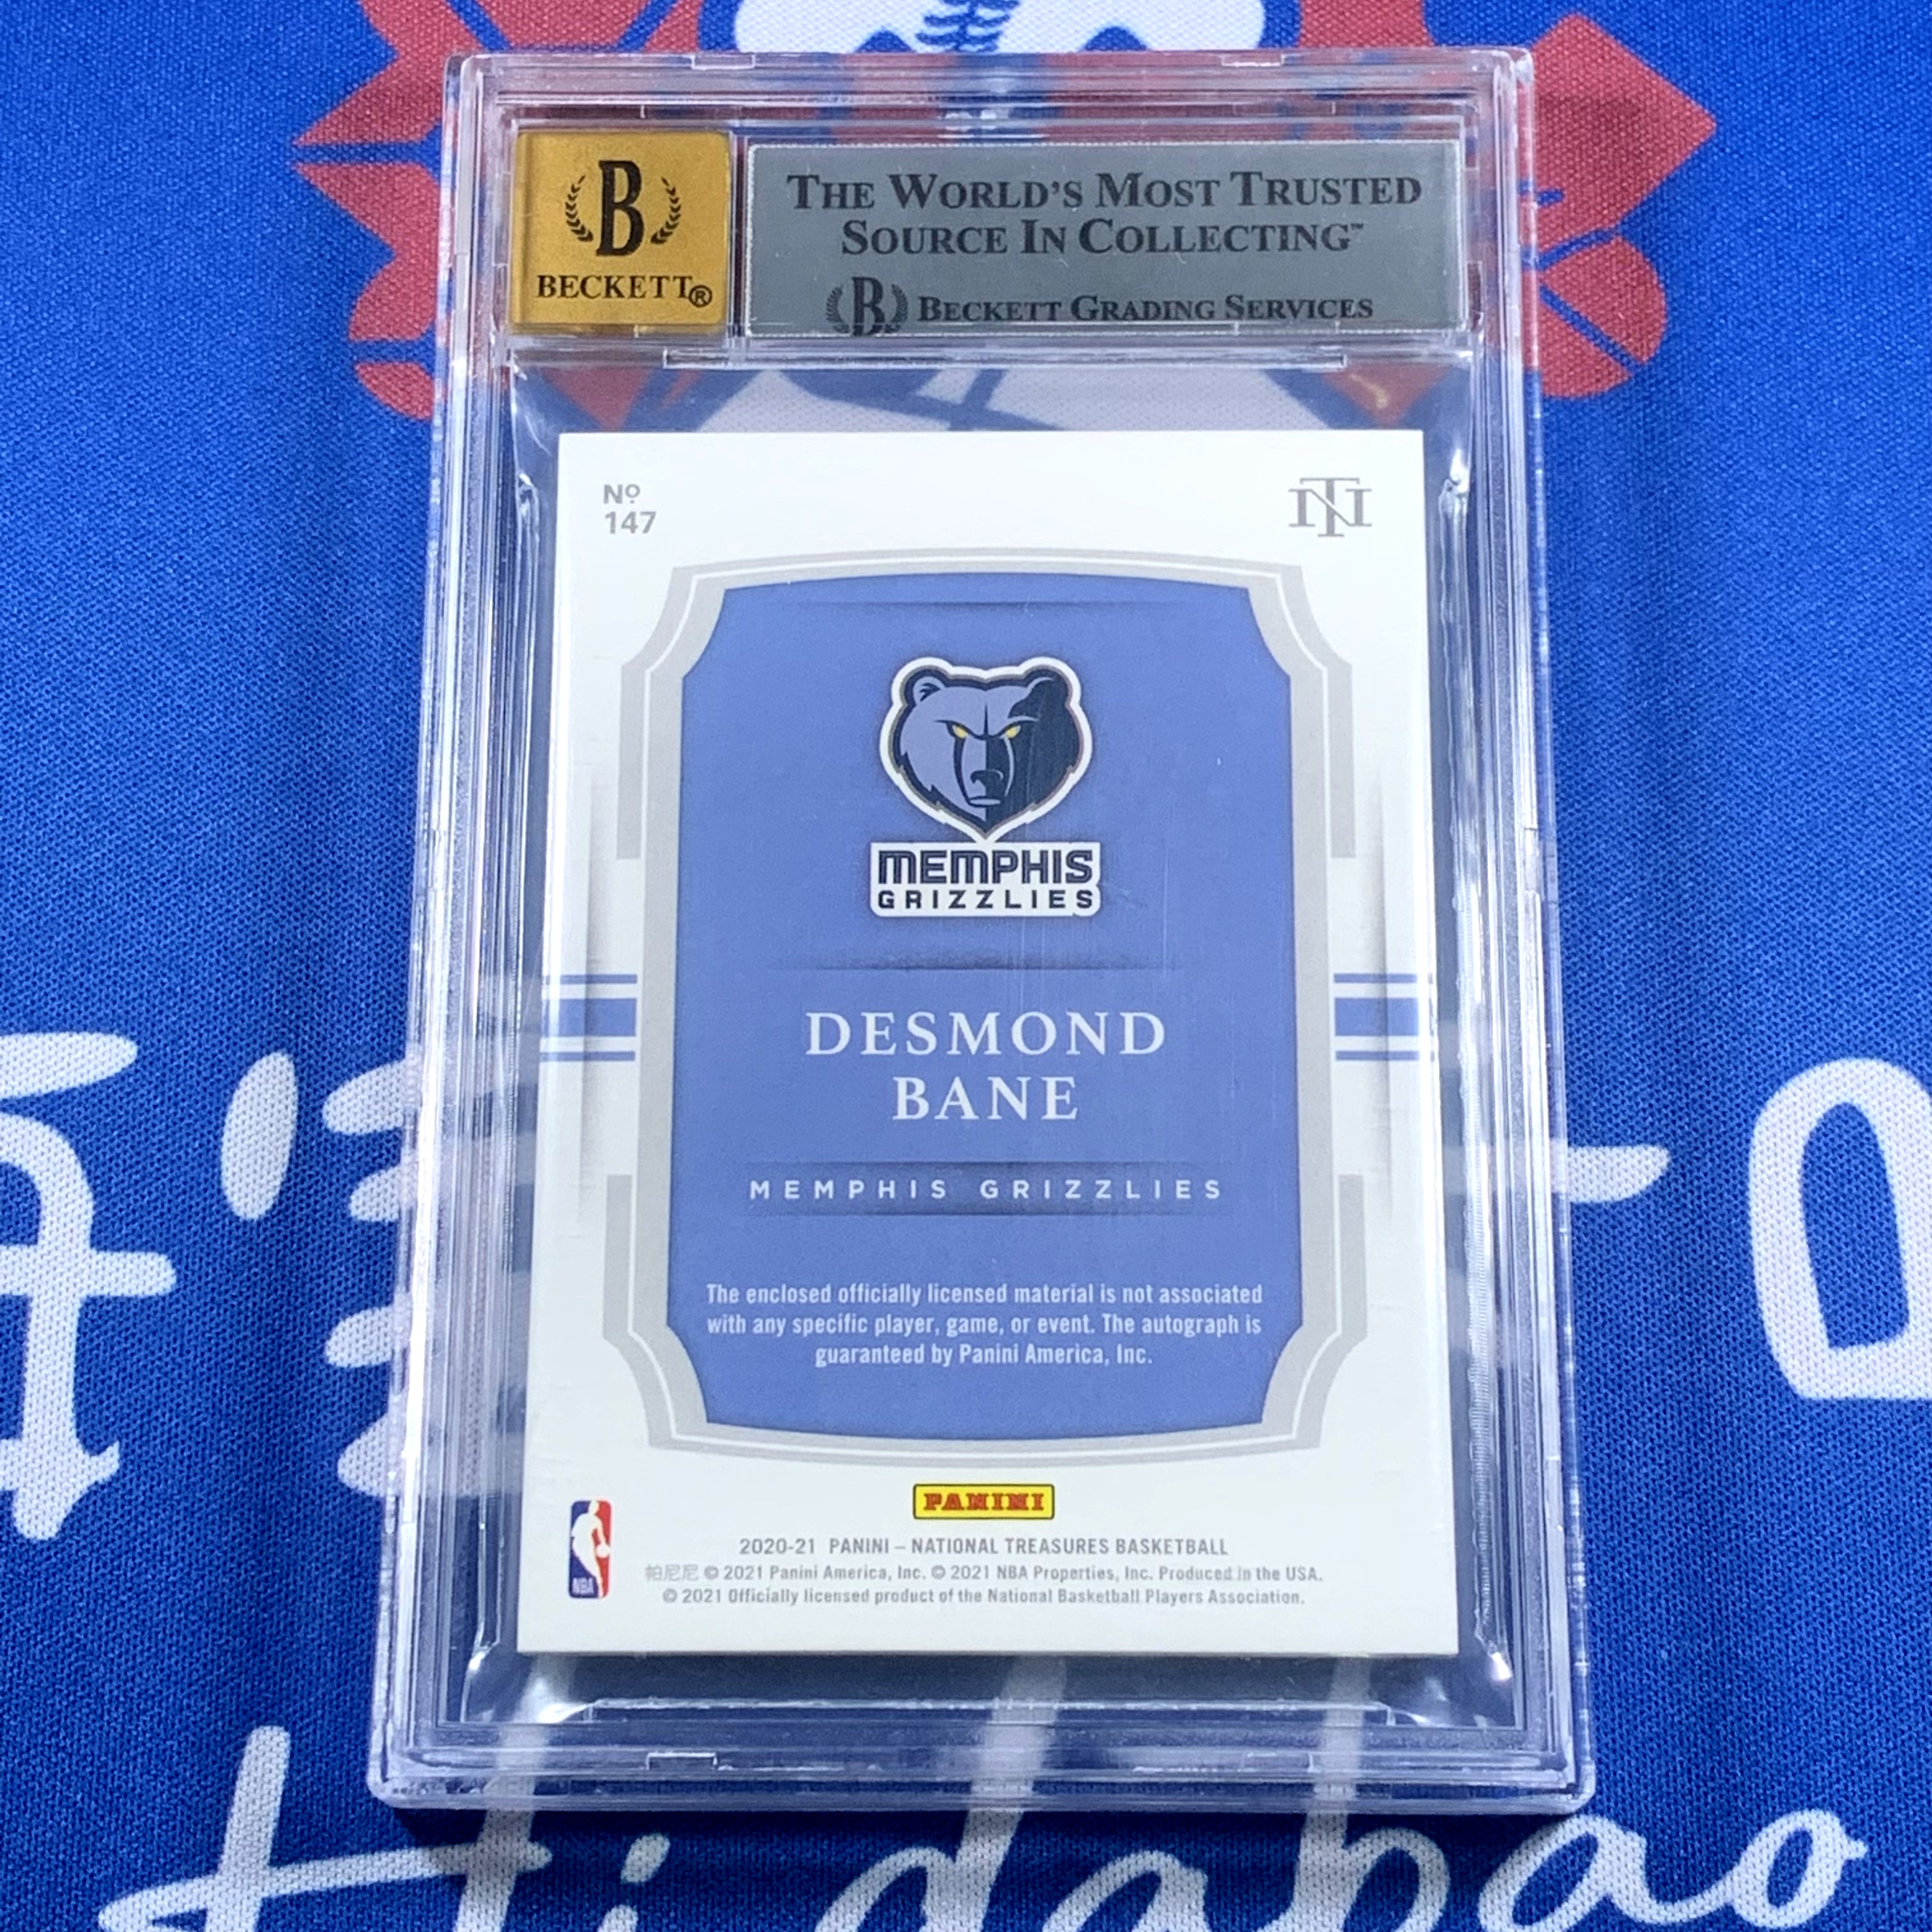 B
BECKETT®
THE WORLD'S MOST TRUSTED
SOURCE IN COLLECTING™
B BECKETT GRADING SERVICES
Nº.
147
NT
MEMPHIS
GRIZZLIES
DESMOND
BANE
MEMPHIS GRIZZLIES
The enclosed officially licensed material is not associated
with any specific player, game, or event. The autograph is
guaranteed by Panini America, Inc.
PANINI
NBA
2020-21 PANINI – NATIONAL TREASURES BASKETBALL
帕尼尼 © 2021 Panini America, Inc. © 2021 NBA Properties, Inc. Produced in the USA.
© 2021 Officially licensed product of the National Basketball Players Association.
dabao